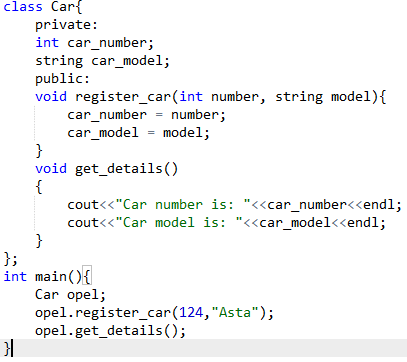 class Car{
    private:
    int car_number;
    string car_model;
    public:
    void register_car(int number, string model){
        car_number = number;
        car_model = model;
    }
    void get_details()
    {
        cout<<"Car number is: "<<car_number<<endl;
        cout<<"Car model is: "<<car_model<<endl;
    }
};
int main(){
    Car opel;
    opel.register_car(124,"Asta");
    opel.get_details();
}